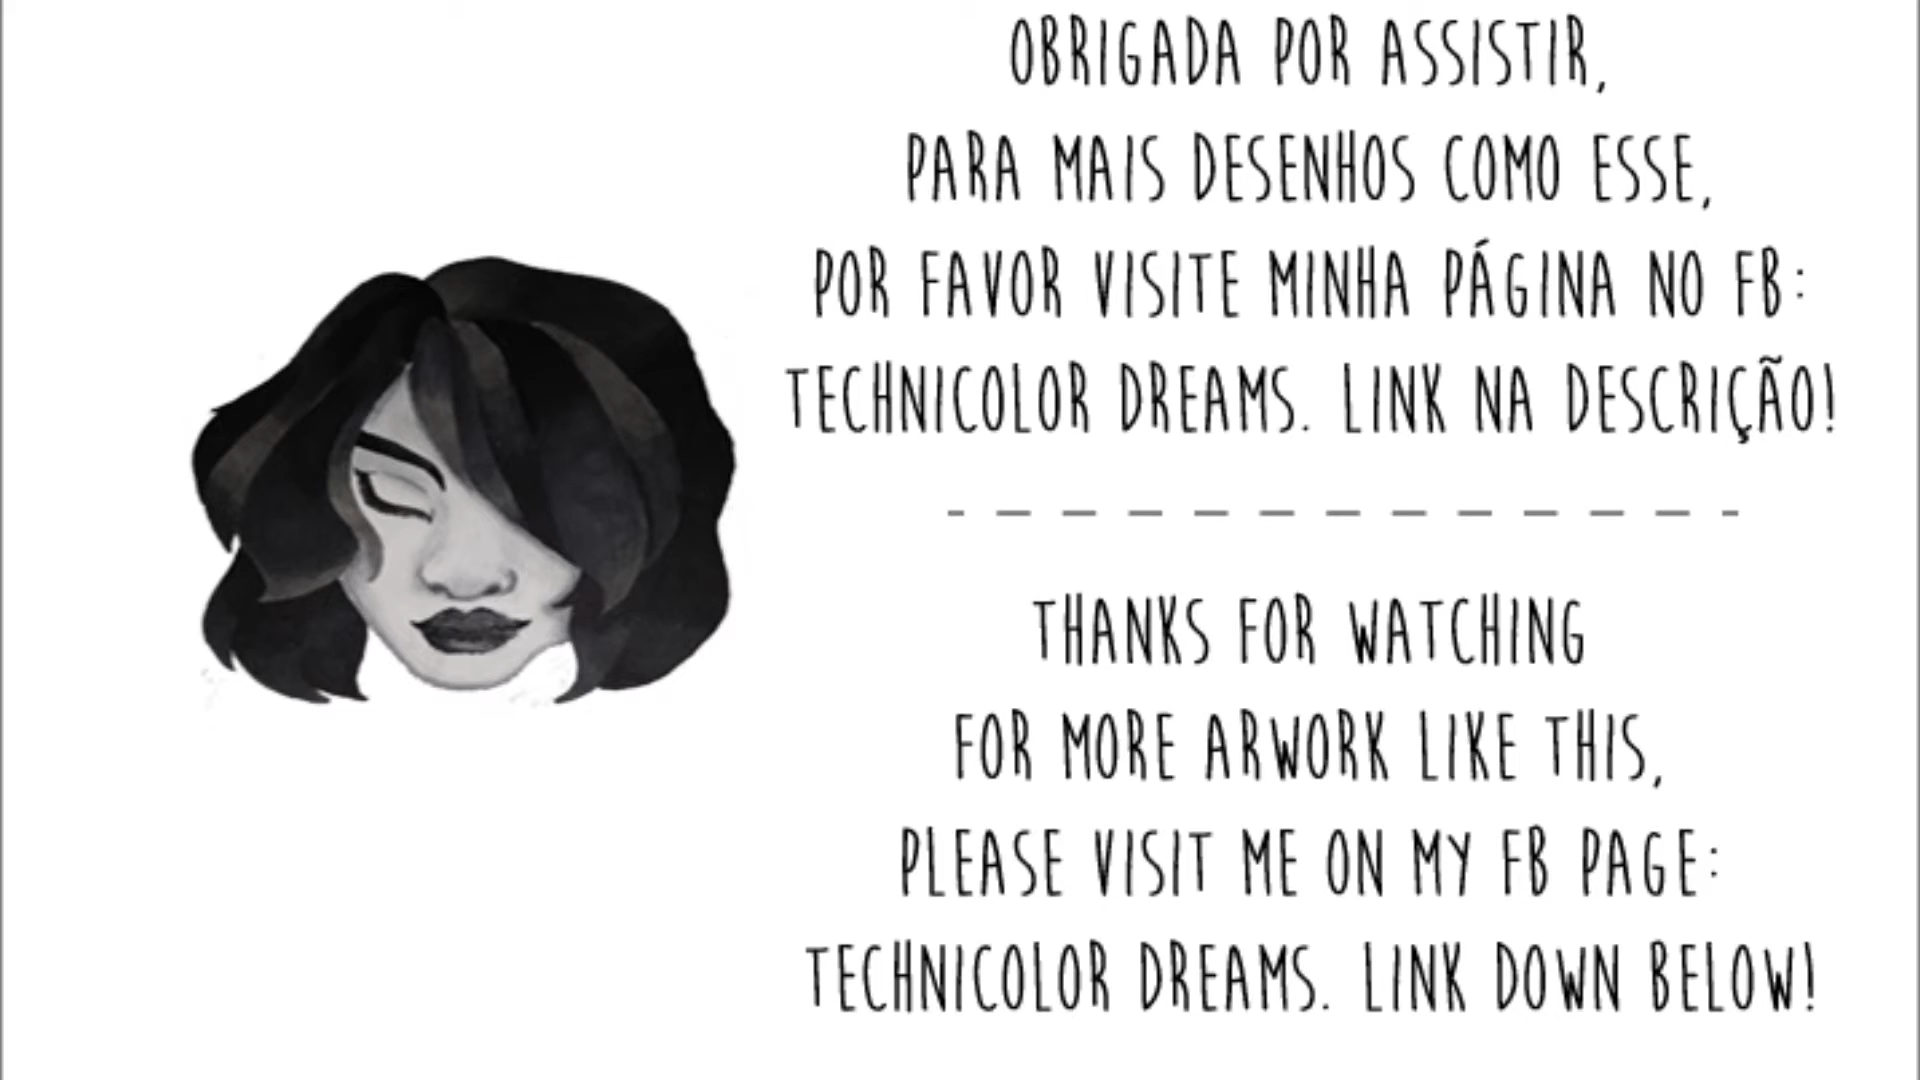 OBRIGADA POR ASSISTIR,
PARA MAIS DESENHOS COMO ESSE,
POR FAVOR VISITE MINHA PÁGINA NO FB:
TECHNICOLOR DREAMS. LINK NA DESCRIÇÃO!
THANKS FOR WATCHING
FOR MORE ARWORK LIKE THIS,
PLEASE VISIT ME ON MY FB PAGE:
TECHNICOLOR DREAMS. LINK DOWN BELOW!